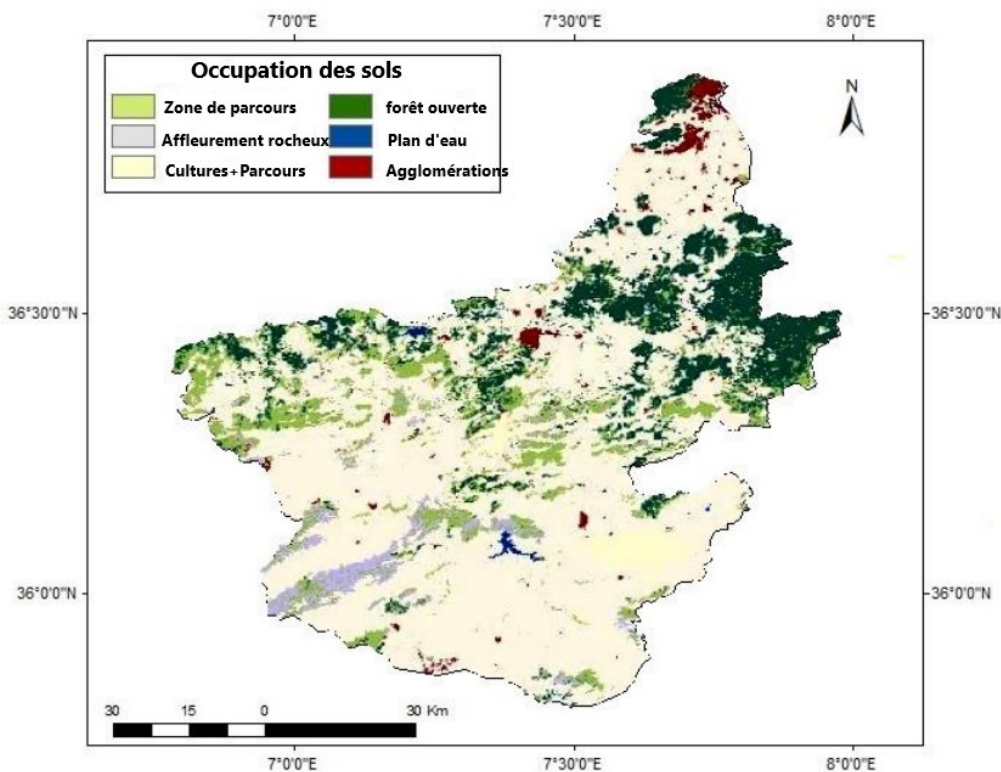 7°0'0"E 7°30'0"E 8°0'0"E
Occupation des sols
Zone de parcours forêt ouverte
Affleurement rocheux Plan d'eau
Cultures+Parcours Agglomérations
N
36°30'0"N 36°30'0"N
36°0'0"N 36°0'0"N
30 15 0 30 Km
7°0'0"E 7°30'0"E 8°0'0"E